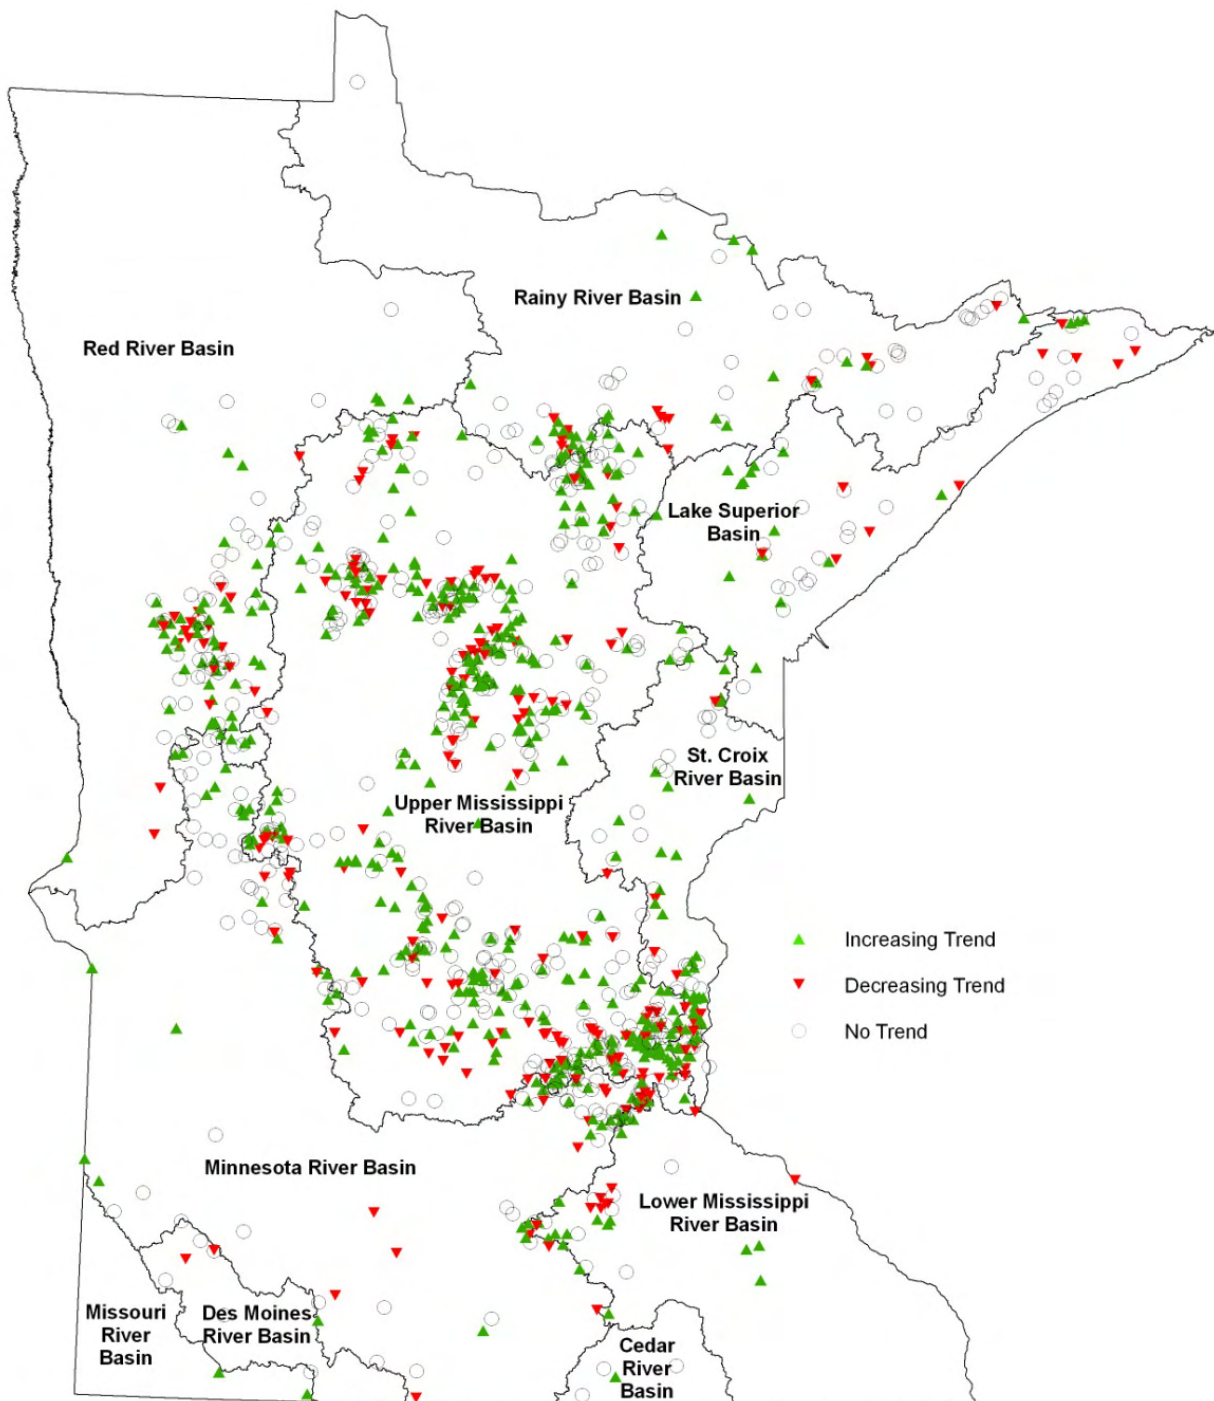 Rainy River Basin
Red River Basin
Lake Superior
Basin
St. Croix
River Basin
Upper Mississippi
River Basin
Increasing Trend
Decreasing Trend
No Trend
Minnesota River Basin
Lower Mississippi
River Basin
Missouri
River
Basin
Des Moines
River Basin
Cedar
River
Basin